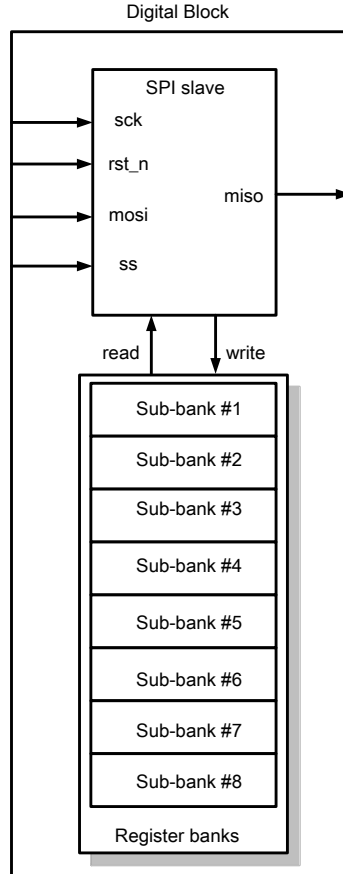 Digital Block
SPI slave
sck
rst_n
miso
mosi
ss
read
write
Sub-bank #1
Sub-bank #2
Sub-bank #3
Sub-bank #4
Sub-bank #5
Sub-bank #6
Sub-bank #7
Sub-bank #8
Register banks